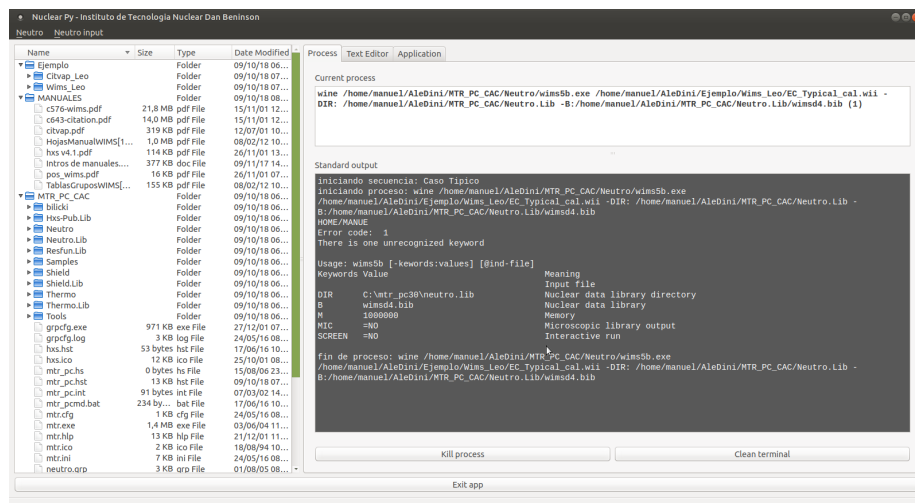 Nuclear Py - Instituto de Tecnologia Nuclear Dan Beninson
Neutro Neutro input
Name Size Type Date Modified
Ejemplo Folder 09/10/18 06...
Citvap_Leo Folder 09/10/18 07...
Wims_Leo Folder 09/10/18 07...
MANUALES Folder 09/10/18 08...
c576-wims.pdf 21,8 MB pdf File 15/11/01 12...
c643-citation.pdf 14,0 MB pdf File 15/11/01 12...
citvap.pdf 319 KB pdf File 12/07/01 10...
HojasManualWIMS[1... 1,0 MB pdf File 08/02/12 10...
hxs v4.1.pdf 114 KB pdf File 26/11/01 13...
Intros de manuales.... 377 KB doc File 09/11/17 14...
pos_wims.pdf 16 KB pdf File 26/11/01 07...
TablasGruposWIMS[... 155 KB pdf File 08/02/12 10...
MTR_PC_CAC Folder 09/10/18 06...
bilicki Folder 09/10/18 06...
Hxs-Pub.Lib Folder 09/10/18 06...
Neutro Folder 09/10/18 06...
Neutro.Lib Folder 09/10/18 06...
Resfun.Lib Folder 09/10/18 06...
Samples Folder 09/10/18 06...
Shield Folder 09/10/18 06...
Shield.Lib Folder 09/10/18 06...
Thermo Folder 09/10/18 06...
Thermo.Lib Folder 09/10/18 06...
Tools Folder 09/10/18 06...
grpcfg.exe 971 KB exe File 27/12/01 07...
grpcfg.log 3 KB log File 24/05/16 08...
hxs.hst 53 bytes hst File 17/06/16 10...
hxs.ico 12 KB ico File 25/10/01 08...
mtr_pc.hs 0 bytes hs File 15/08/06 23...
mtr_pc.hst 13 KB hst File 09/10/18 07...
mtr_pc.int 91 bytes int File 07/03/02 14...
mtr_pcmd.bat 234 by... bat File 17/06/16 10...
mtr.cfg 1 KB cfg File 24/05/16 08...
mtr.exe 1,4 MB exe File 03/06/04 11...
mtr.hlp 13 KB hlp File 21/12/01 11...
mtr.ico 2 KB ico File 18/08/94 10...
mtr.ini 7 KB ini File 24/05/16 08...
neutro.grp 3 KB grp File 01/08/05 08...
Process Text Editor Application
Current process
wine /home/manuel/AleDini/MTR_PC_CAC/Neutro/wims5b.exe /home/manuel/AleDini/Ejemplo/Wims_Leo/EC_Typical_cal.wii -
DIR: /home/manuel/AleDini/MTR_PC_CAC/Neutro.Lib -B:/home/manuel/AleDini/MTR_PC_CAC/Neutro.Lib/wimsd4.bib (1)
Standard output
iniciando secuencia: Caso Tipico
iniciando proceso: wine /home/manuel/AleDini/MTR_PC_CAC/Neutro/wims5b.exe
/home/manuel/AleDini/Ejemplo/Wims_Leo/EC_Typical_cal.wii -DIR: /home/manuel/AleDini/MTR_PC_CAC/Neutro.Lib -
B:/home/manuel/AleDini/MTR_PC_CAC/Neutro.Lib/wimsd4.bib
HOME/MANUE
Error code: 1
There is one unrecognized keyword
Usage: wims5b [-kewords:values] [@ind-file]
Keywords Value Meaning
Input file
DIR C:\mtr_pc30\neutro.lib Nuclear data library directory
B wimsd4.bib Nuclear data library
M 1000000 Memory
MIC =NO Microscopic library output
SCREEN =NO Interactive run
fin de proceso: wine /home/manuel/AleDini/MTR_PC_CAC/Neutro/wims5b.exe
/home/manuel/AleDini/Ejemplo/Wims_Leo/EC_Typical_cal.wii -DIR: /home/manuel/AleDini/MTR_PC_CAC/Neutro.Lib -
B:/home/manuel/AleDini/MTR_PC_CAC/Neutro.Lib/wimsd4.bib
Kill process Clean terminal
Exit app